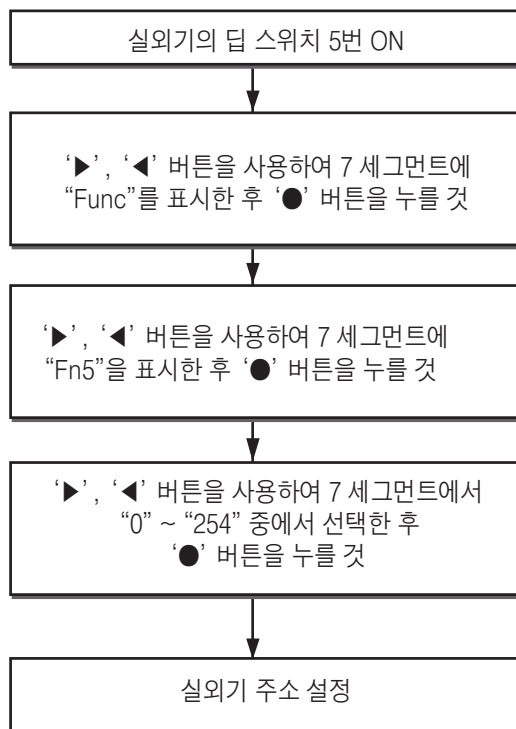 실외기의 딥 스위치 5번 ON
‘▶’, ‘◀’ 버튼을 사용하여 7 세그먼트에
“Func”를 표시한 후 ‘●’ 버튼을 누를 것
‘▶’, ‘◀’ 버튼을 사용하여 7 세그먼트에
“Fn5”을 표시한 후 ‘●’ 버튼을 누를 것
‘▶’, ‘◀’ 버튼을 사용하여 7 세그먼트에서
“0” ~ “254” 중에서 선택한 후
‘●’ 버튼을 누를 것
실외기 주소 설정